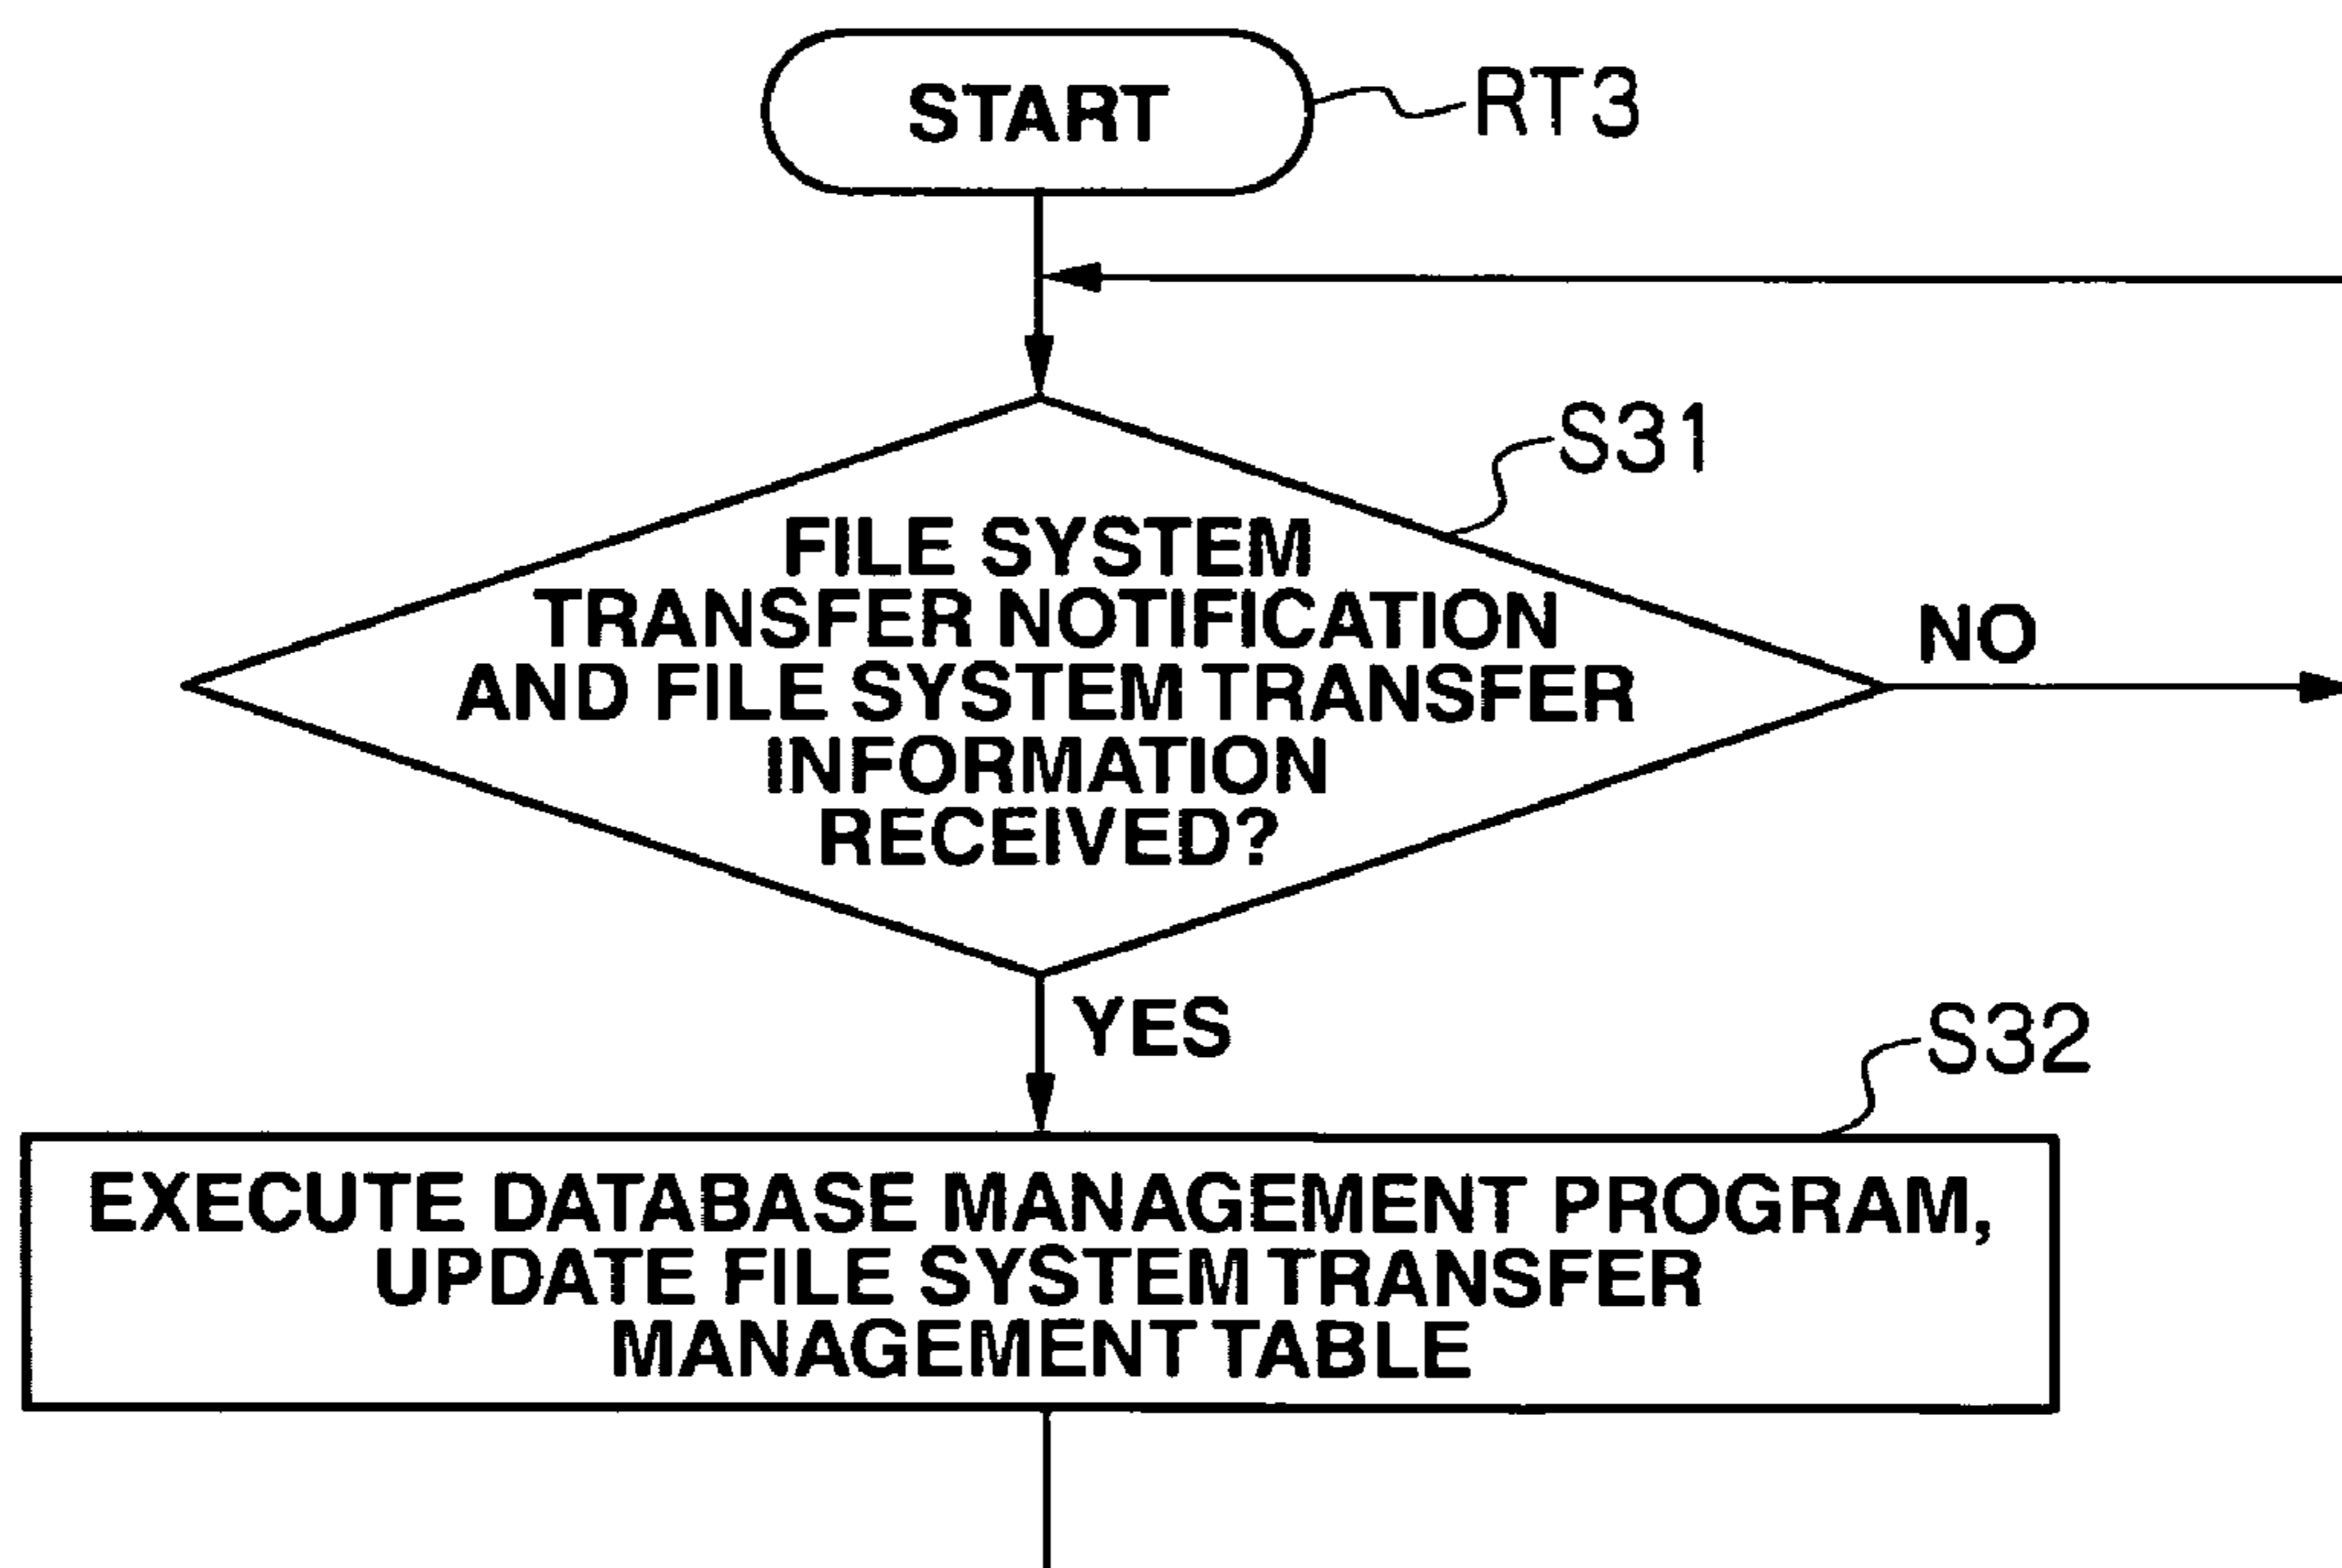 START
RT3
S31
FILE SYSTEM
TRANSFER NOTIFICATION
AND FILE SYSTEM TRANSFER
INFORMATION
RECEIVED?
NO
YES
S32
EXECUTE DATABASE MANAGEMENT PROGRAM,
UPDATE FILE SYSTEM TRANSFER
MANAGEMENT TABLE